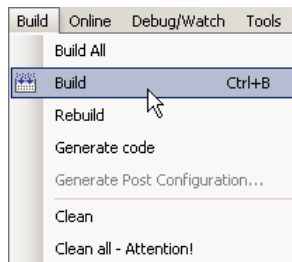 Build Online Debug/Watch Tools
Build All
Build Ctrl+B
Rebuild
Generate code
Generate Post Configuration...
Clean
Clean all - Attention!